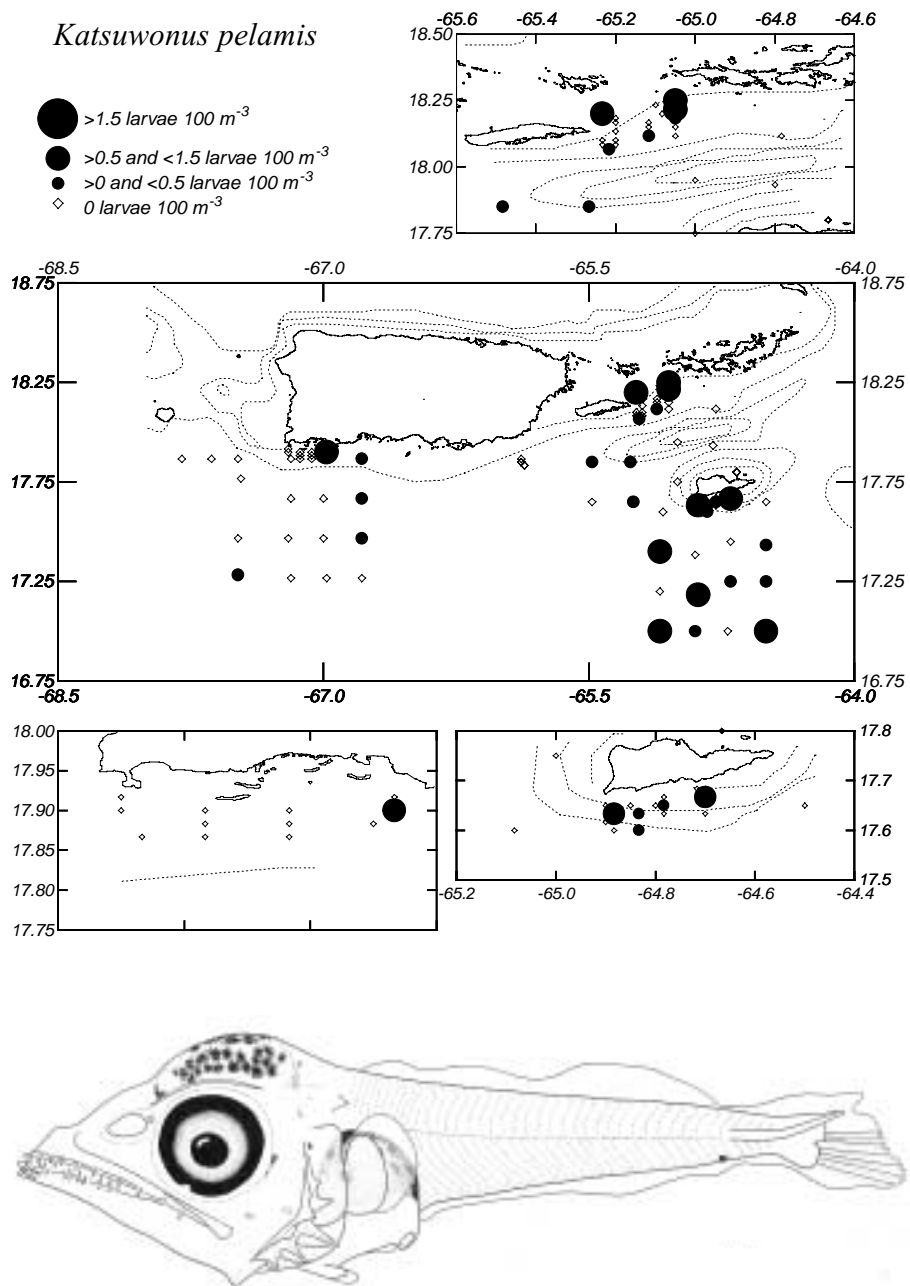 Katsuwonus pelamis
>1.5 larvae 100 m-3
>0.5 and <1.5 larvae 100 m-3
>0 and <0.5 larvae 100 m-3
0 larvae 100 m-3
-65.6 -65.4 -65.2 -65.0 -64.8 -64.6
18.50
18.25
18.00
17.75
-68.5 -67.0 -65.5 -64.0
18.75 18.75
18.25 18.25
17.75 17.75
17.25 17.25
16.75 16.75
-68.5 -67.0 -65.5 -64.0
18.00
17.95
17.90
17.85
17.80
17.75
17.8
17.7
17.6
17.5
-65.2 -65.0 -64.8 -64.6 -64.4